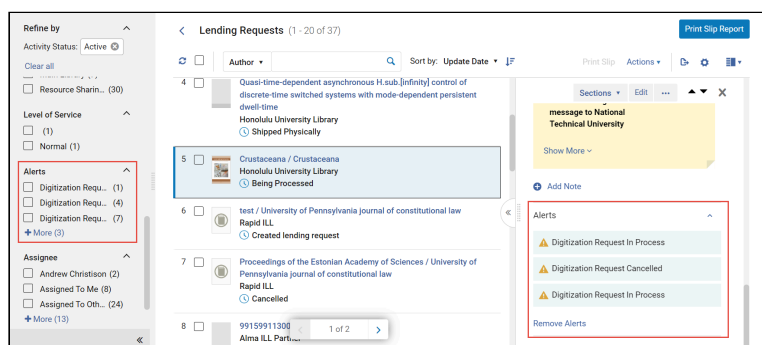 Refine by
Activity Status: Active
Clear all
Resource Sharin... (30)
Level of Service
(1)
Normal (1)
Alerts
Digitization Requ... (1)
Digitization Requ... (4)
Digitization Requ... (7)
+ More (3)
Assignee
Andrew Christison (2)
Assigned To Me (8)
Assigned To Oth... (24)
+ More (13)
«
< Lending Requests (1 - 20 of 37)
Print Slip Report
Author
Sort by: Update Date
Print Slip
Actions
4
Quasi-time-dependent asynchronous H.sub.[infinity] control of
discrete-time switched systems with mode-dependent persistent
dwell-time
Honolulu University Library
Shipped Physically
5
Crustaceana / Crustaceana
Honolulu University Library
Being Processed
6
test / University of Pennsylvania journal of constitutional law
Rapid ILL
Created lending request
7
Proceedings of the Estonian Academy of Sciences / University of
Pennsylvania journal of constitutional law
Rapid ILL
Cancelled
8
9915991130
Alma ILL
< 1 of 2 >
«
Sections
Edit
...
X
message to National
Technical University
Show More
Add Note
Alerts
Digitization Request In Process
Digitization Request Cancelled
Digitization Request In Process
Remove Alerts